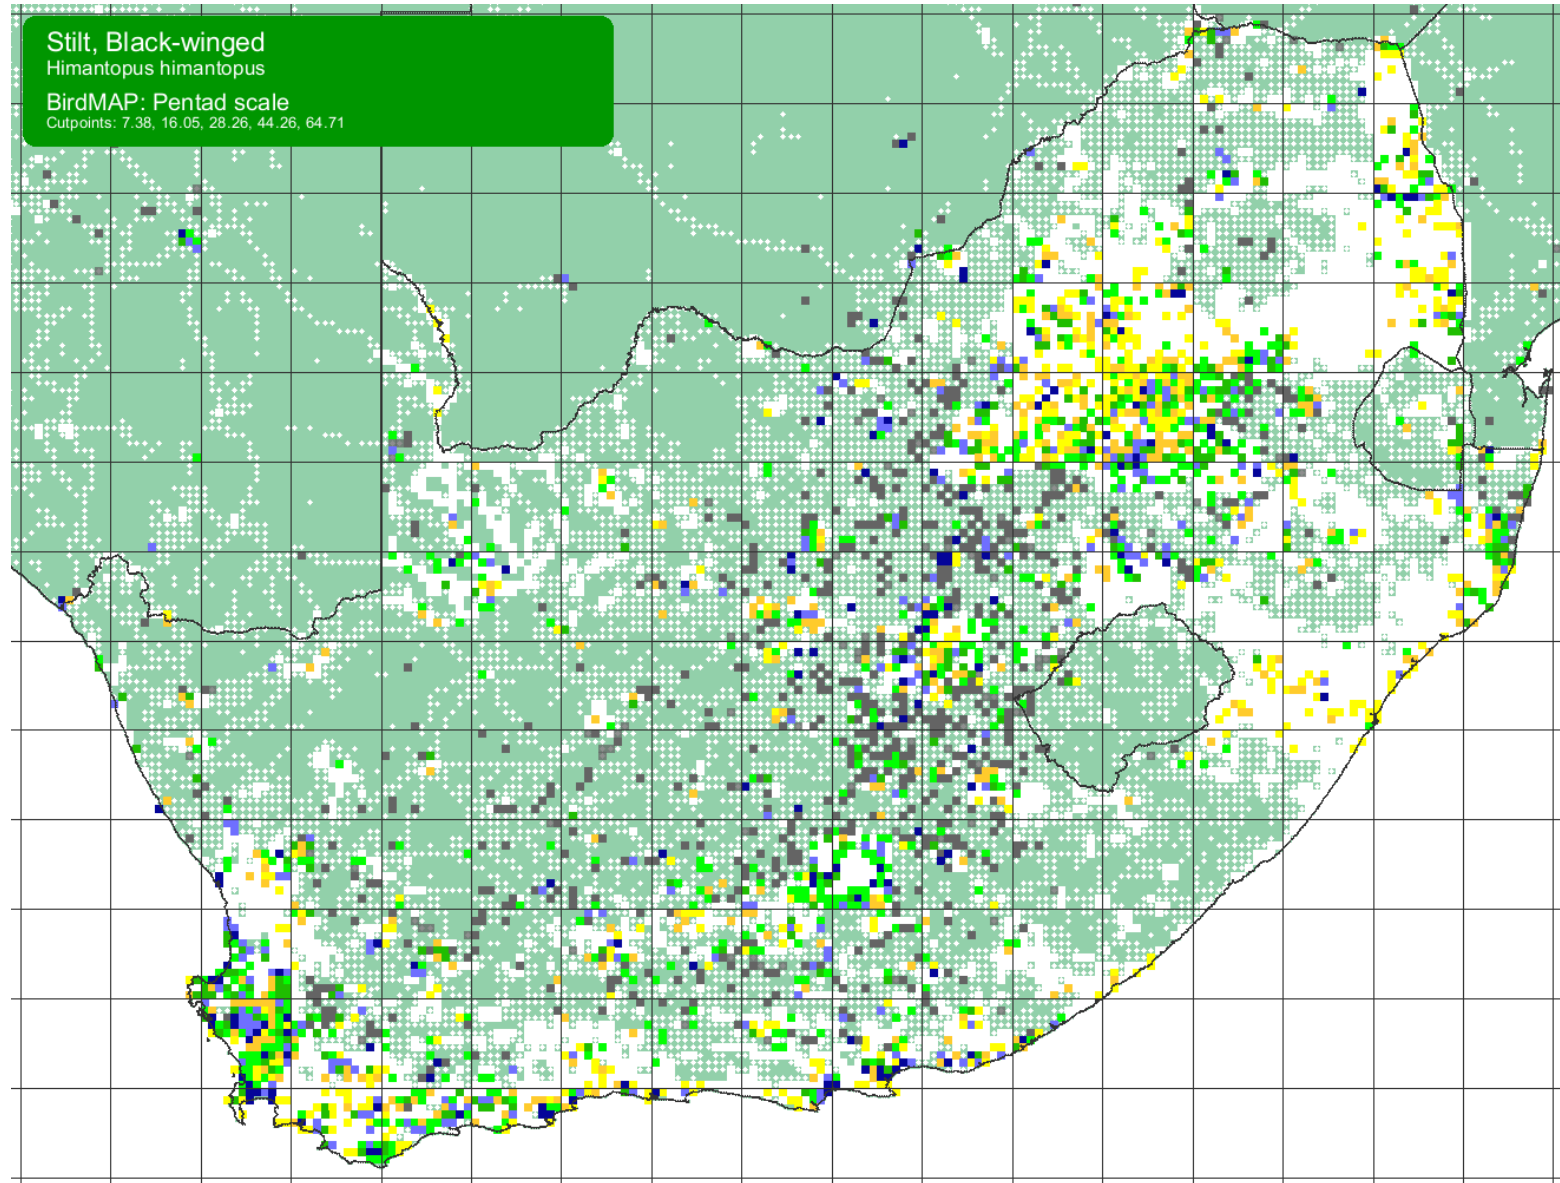 Stilt, Black-winged
Himantopus himantopus
BirdMAP: Pentad scale
Cutpoints: 7.38, 16.05, 28.26, 44.26, 64.71